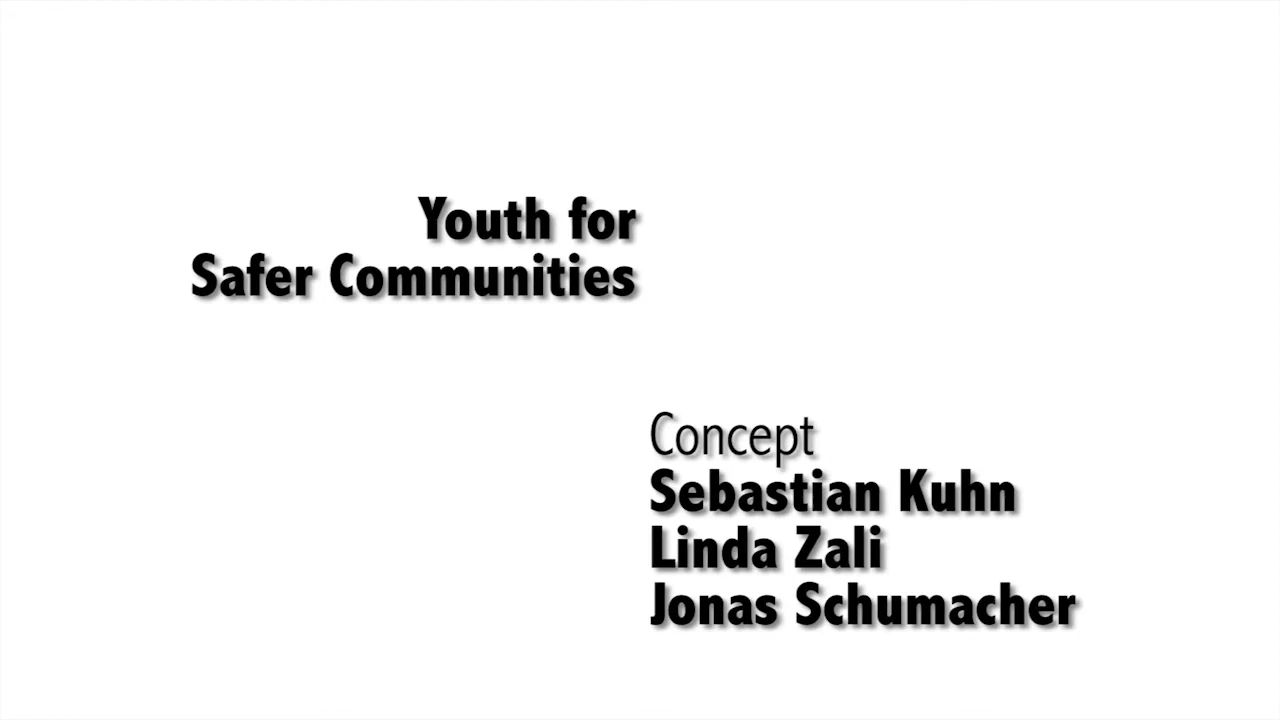 Youth for
Safer Communities
Concept
Sebastian Kuhn
Linda Zali
Jonas Schumacher